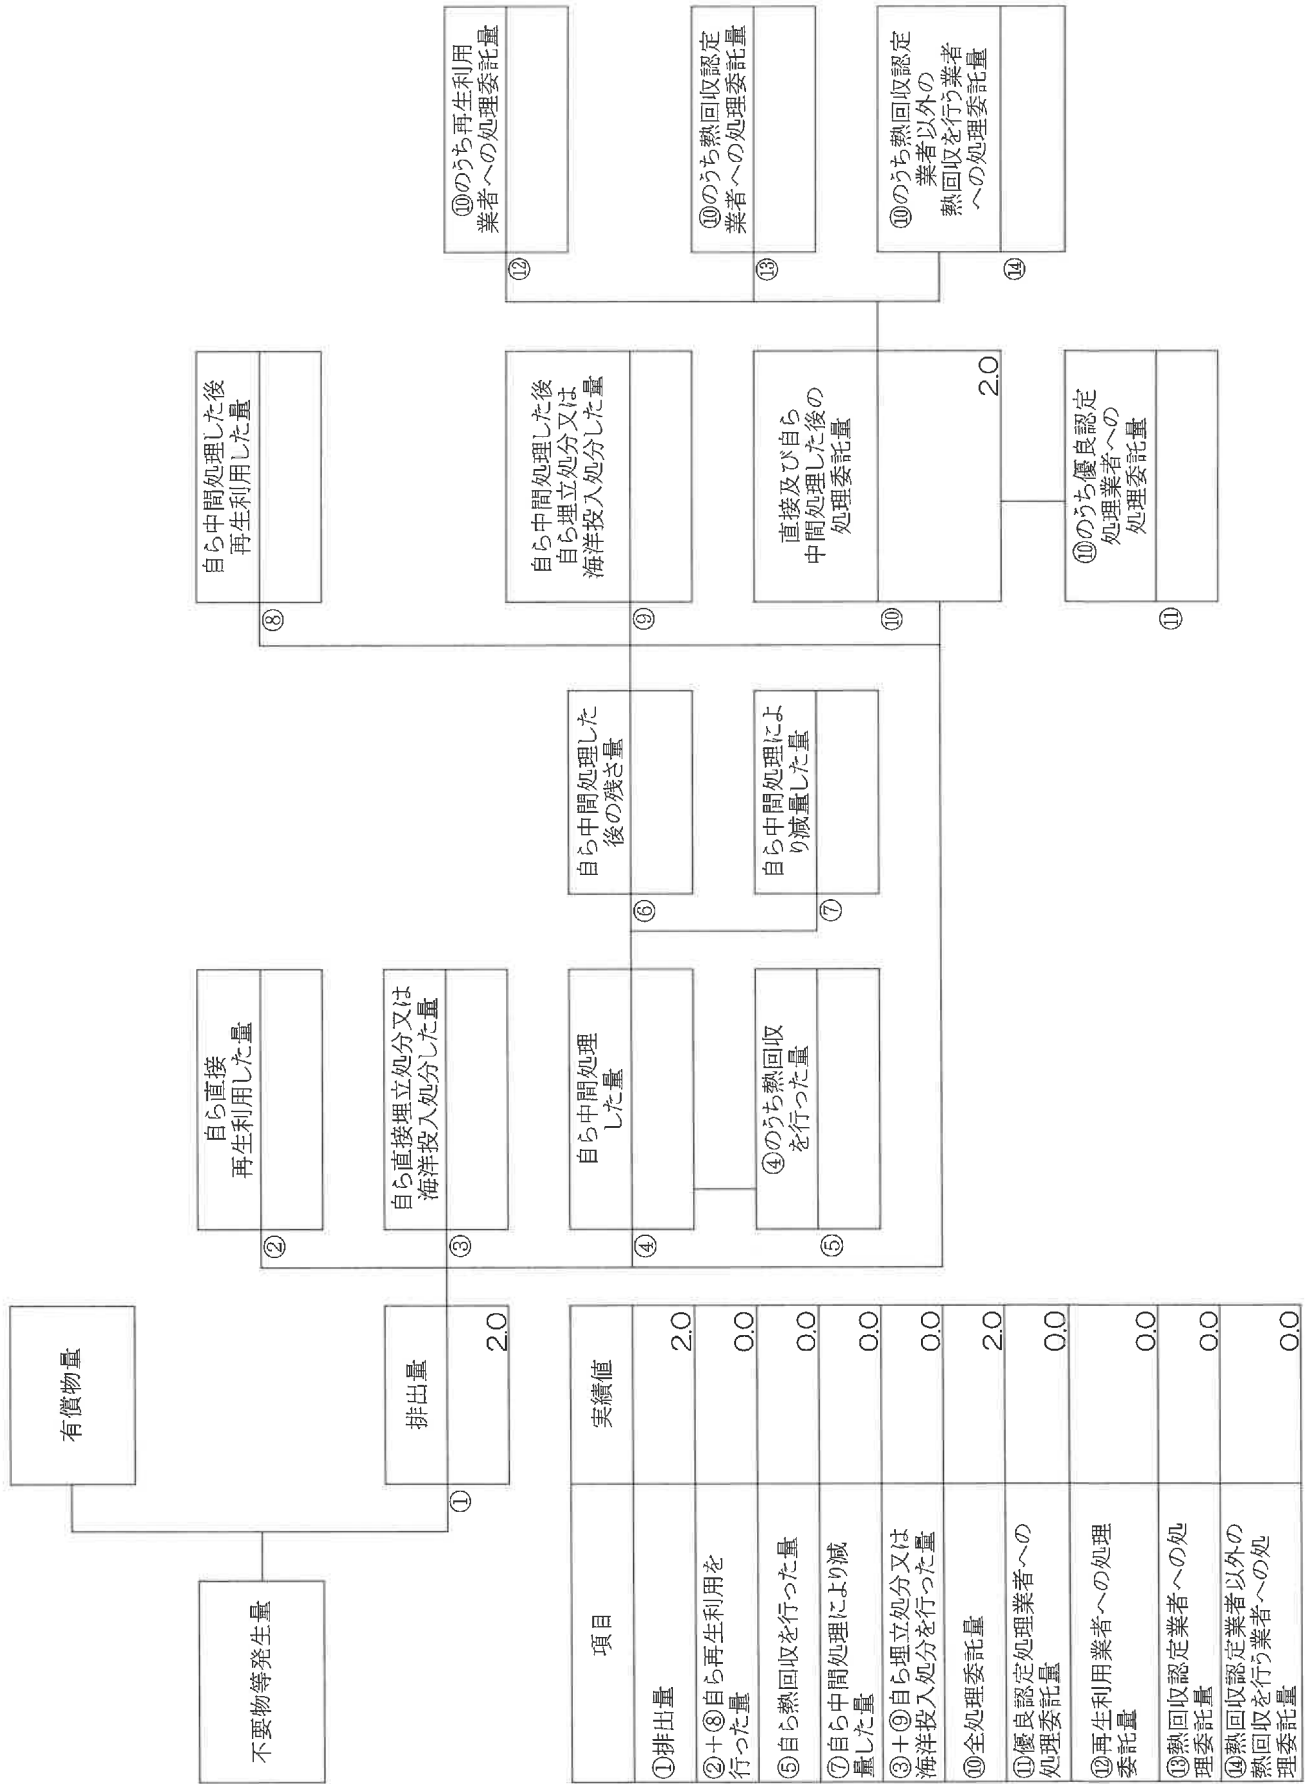 不要物等発生量
有償物量
排出量
①
2.0
自ら直接
再生利用した量
②
自ら直接埋立処分又は
海洋投入処分した量
③
自ら中間処理
した量
④
④のうち熱回収
を行った量
⑤
自ら中間処理した
後の残さ量
⑥
自ら中間処理によ
り減量した量
⑦
自ら中間処理した後
再生利用した量
⑧
自ら中間処理した後
自ら埋立処分又は
海洋投入処分した量
⑨
直接及び自ら
中間処理した後の
処理委託量
⑩
2.0
⑩のうち優良認定
処理業者への
処理委託量
⑪
⑩のうち再生利用
業者への処理委託量
⑫
⑩のうち熱回収認定
業者への処理委託量
⑬
⑩のうち熱回収認定
業者以外の
熱回収を行う業者
への処理委託量
⑭
項目 実績値
①排出量 2.0
②+⑧自ら再生利用を
行った量 0.0
⑤自ら熱回収を行った量 0.0
⑦自ら中間処理により減
量した量 0.0
③+⑨自ら埋立処分又は
海洋投入処分を行った量 0.0
⑩全処理委託量 2.0
⑪優良認定処理業者への
処理委託量 0.0
⑫再生利用業者への処理
委託量 0.0
⑬熱回収認定業者への処
理委託量 0.0
⑭熱回収認定業者以外の
熱回収を行う業者への処
理委託量 0.0